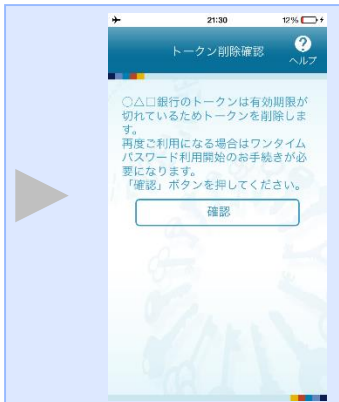 21:30
12%
トークン削除確認
?
ヘルプ
○△□銀行のトークンは有効期限が
切れているためトークンを削除しま
す。
再度ご利用になる場合はワンタイム
パスワード利用開始のお手続きが必
要になります。
「確認」ボタンを押してください。
確認